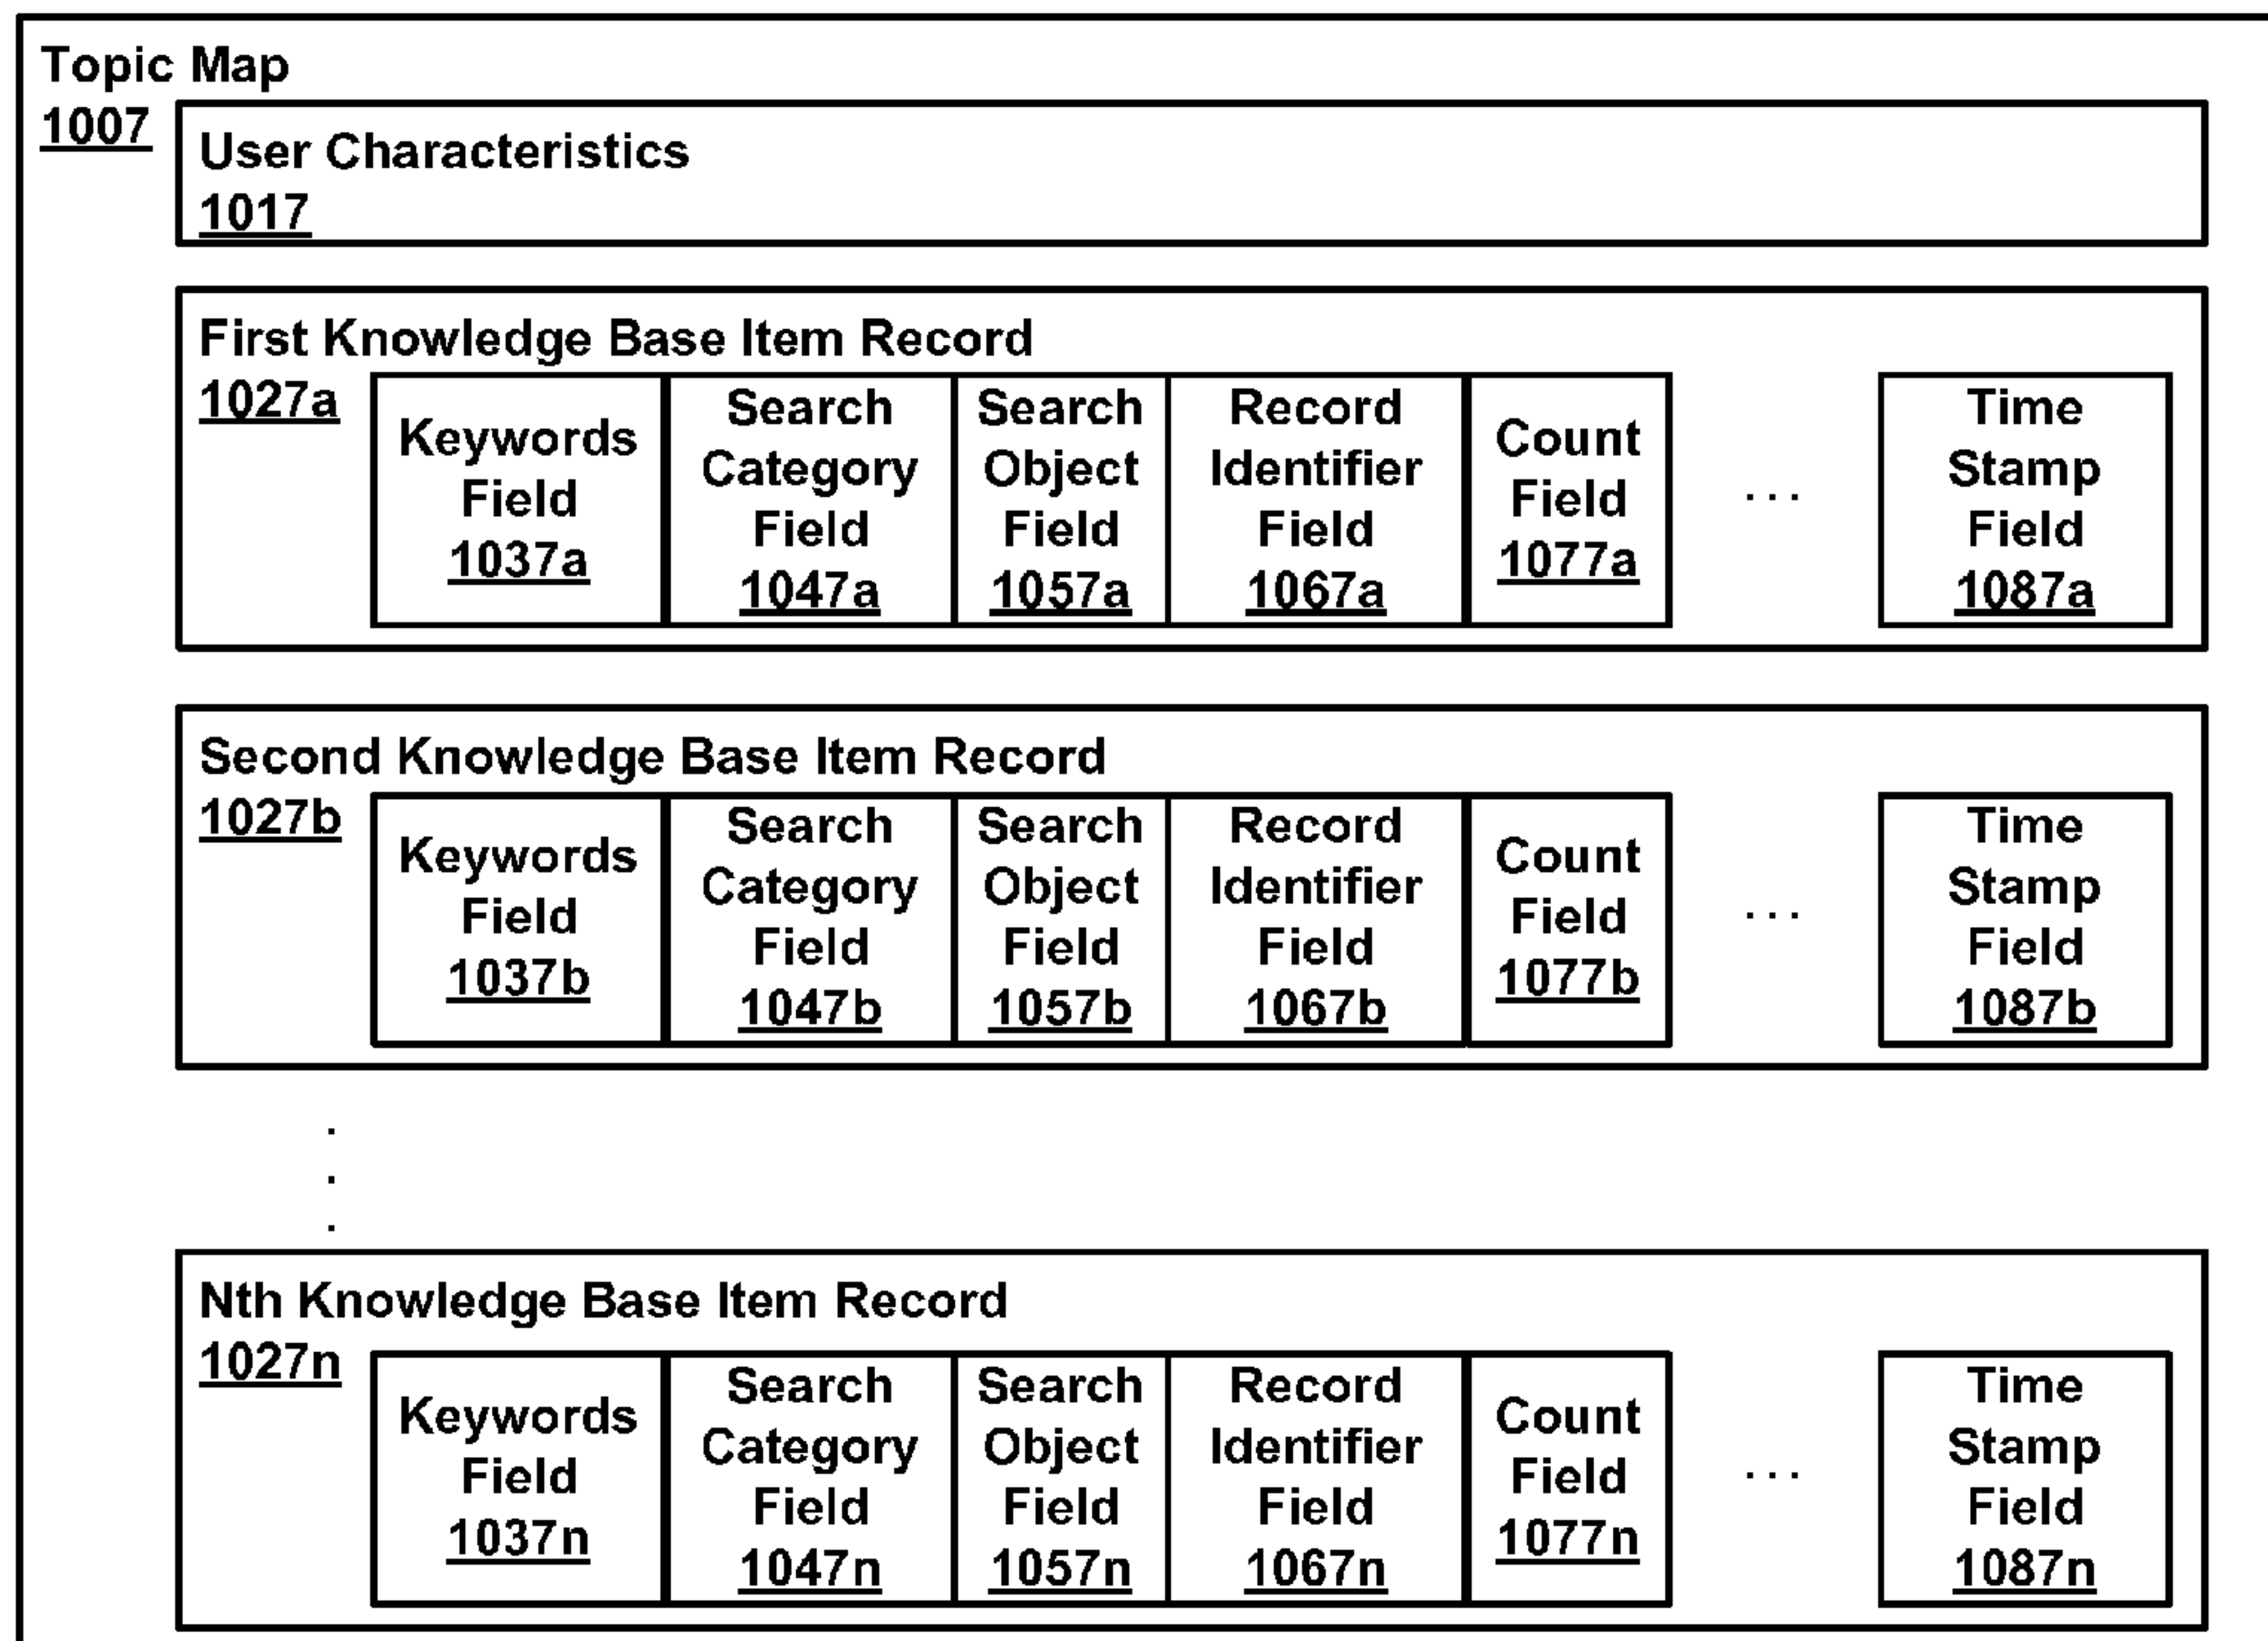 Topic Map
1007
User Characteristics
1017
First Knowledge Base Item Record
1027a
Keywords
Field
1037a
Search
Category
Field
1047a
Search
Object
Field
1057a
Record
Identifier
Field
1067a
Count
Field
1077a
...
Time
Stamp
Field
1087a
Second Knowledge Base Item Record
1027b
Keywords
Field
1037b
Search
Category
Field
1047b
Search
Object
Field
1057b
Record
Identifier
Field
1067b
Count
Field
1077b
...
Time
Stamp
Field
1087b
.
.
.
Nth Knowledge Base Item Record
1027n
Keywords
Field
1037n
Search
Category
Field
1047n
Search
Object
Field
1057n
Record
Identifier
Field
1067n
Count
Field
1077n
...
Time
Stamp
Field
1087n